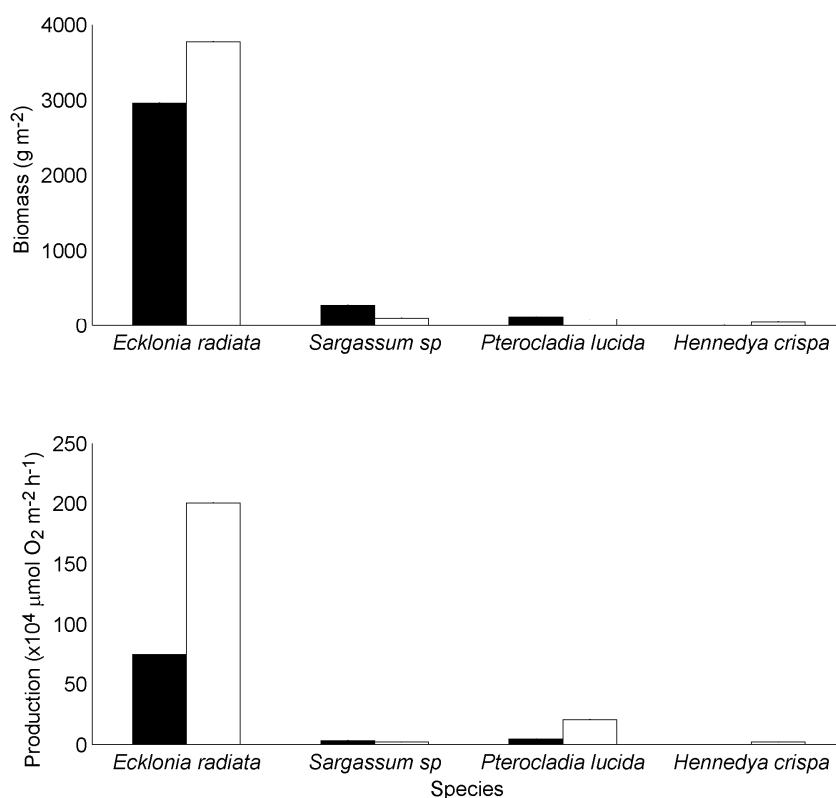 4000
3000
2000
1000
0
Biomass (g m-2)
Ecklonia radiata Sargassum sp Pterocladia lucida Hennedya crispa
250
200
150
100
50
0
Production (x10⁴ μmol O₂ m⁻² h⁻¹)
Ecklonia radiata Sargassum sp Pterocladia lucida Hennedya crispa
Species